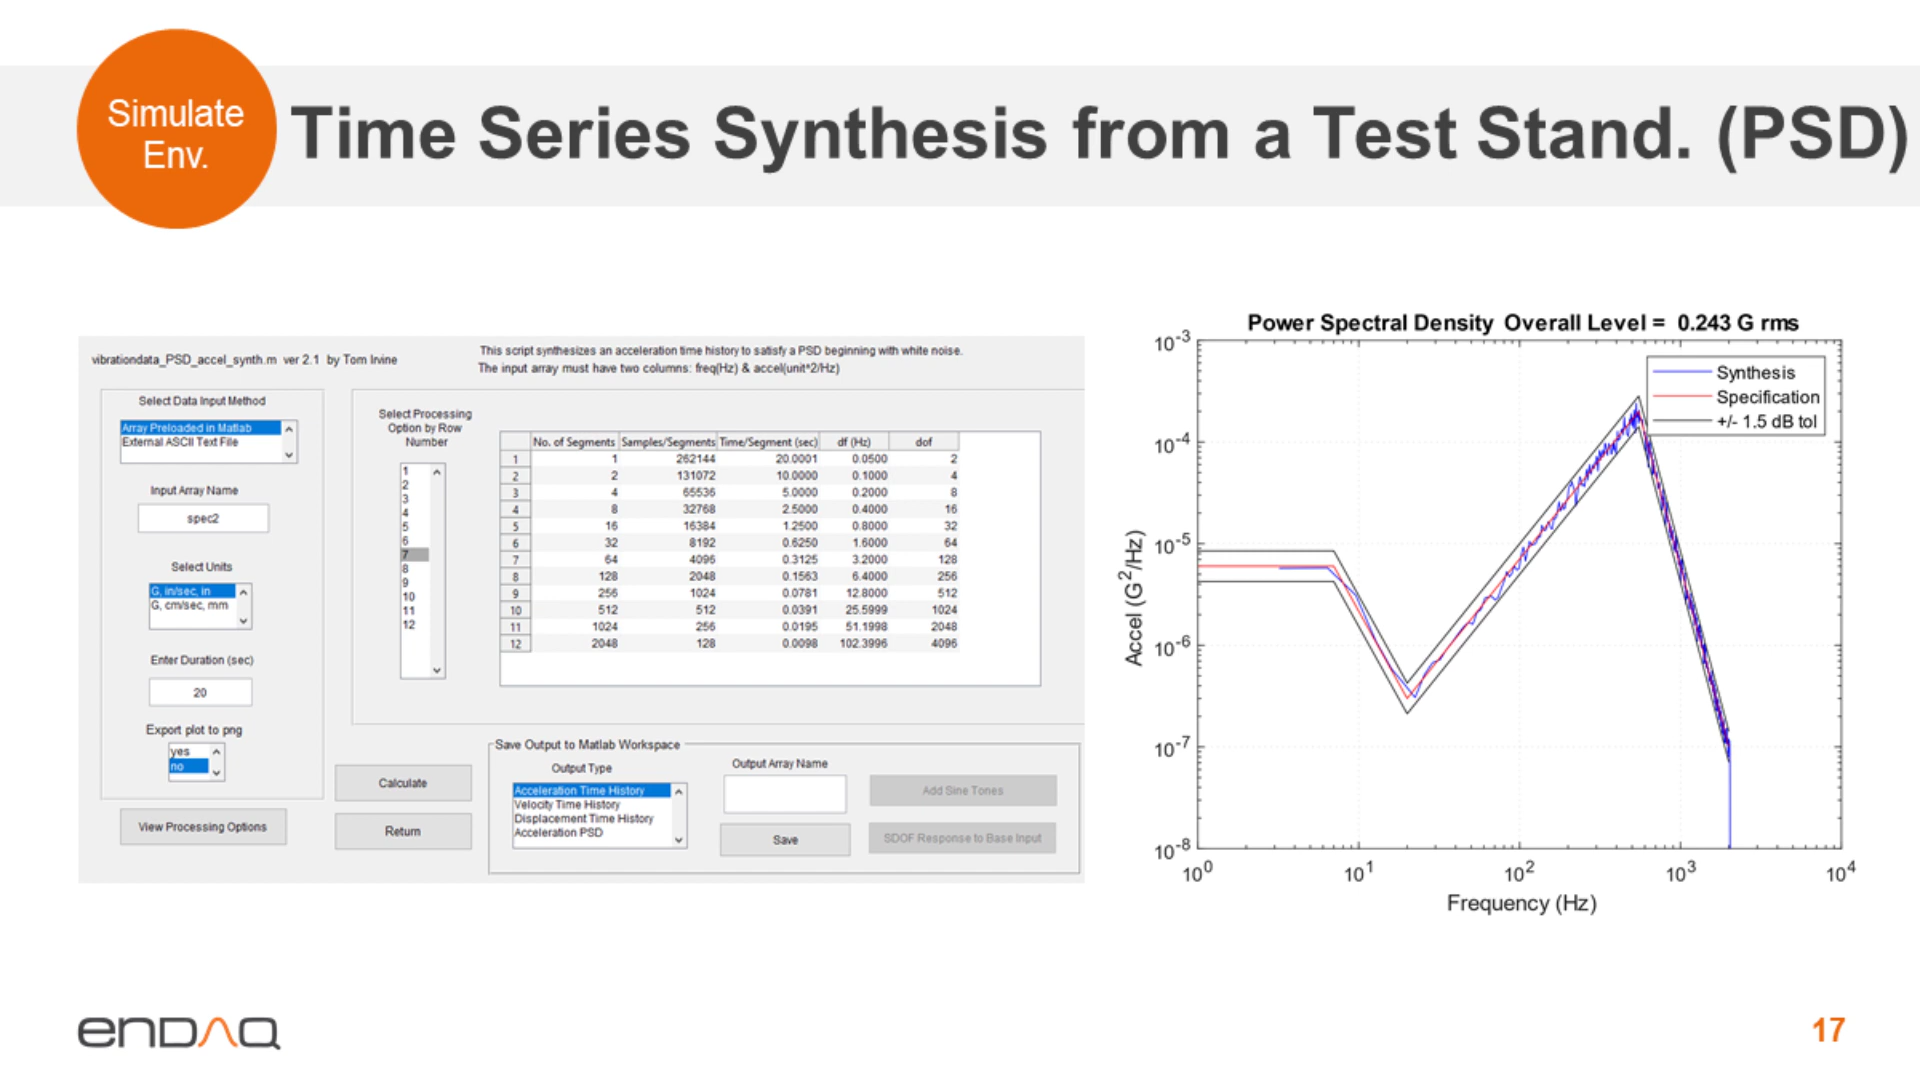 Simulate
Env.
Time Series Synthesis from a Test Stand. (PSD)
vibrationdata_PSD_accel_synth.m ver 2.1 by Tom Irvine
This script synthesizes an acceleration time history to satisfy a PSD beginning with white noise.
The input array must have two columns: freq(Hz) & accel(unit^2/Hz)
Select Data Input Method
Array Preloaded in Matlab
External ASCII Text File
Input Array Name
spec2
Select Units
G, in/sec, in
G, cm/sec, mm
Enter Duration (sec)
20
Export plot to png
yes
no
View Processing Options
Calculate
Return
Select Processing
Option by Row
Number
1
2
3
4
5
6
7
8
9
10
11
12
No. of Segments Samples/Segments Time/Segment (sec) df (Hz) dof
1 1 262144 20.0001 0.0500 2
2 2 131072 10.0000 0.1000 4
3 4 65536 5.0000 0.2000 8
4 8 32768 2.5000 0.4000 16
5 16 16384 1.2500 0.8000 32
6 32 8192 0.6250 1.6000 64
7 64 4096 0.3125 3.2000 128
8 128 2048 0.1563 6.4000 256
9 256 1024 0.0781 12.8000 512
10 512 512 0.0391 25.5999 1024
11 1024 256 0.0195 51.1998 2048
12 2048 128 0.0098 102.3996 4096
Save Output to Matlab Workspace
Output Type
Acceleration Time History
Velocity Time History
Displacement Time History
Acceleration PSD
Output Array Name
Save
Add Sine Tones
SDOF Response to Base Input
Power Spectral Density Overall Level = 0.243 G rms
Synthesis
Specification
+/- 1.5 dB tol
Accel (G²/Hz)
10⁻³
10⁻⁴
10⁻⁵
10⁻⁶
10⁻⁷
10⁻⁸
10⁰ 10¹ 10² 10³ 10⁴
Frequency (Hz)
enDAQ
17